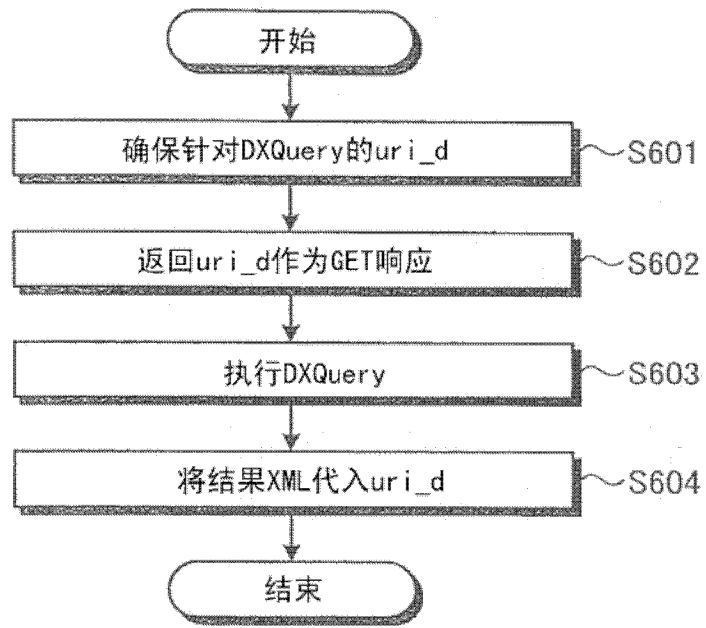 开始
确保针对DXQuery的uri_d
S601
返回uri_d作为GET响应
S602
执行DXQuery
S603
将结果XML代入uri_d
S604
结束